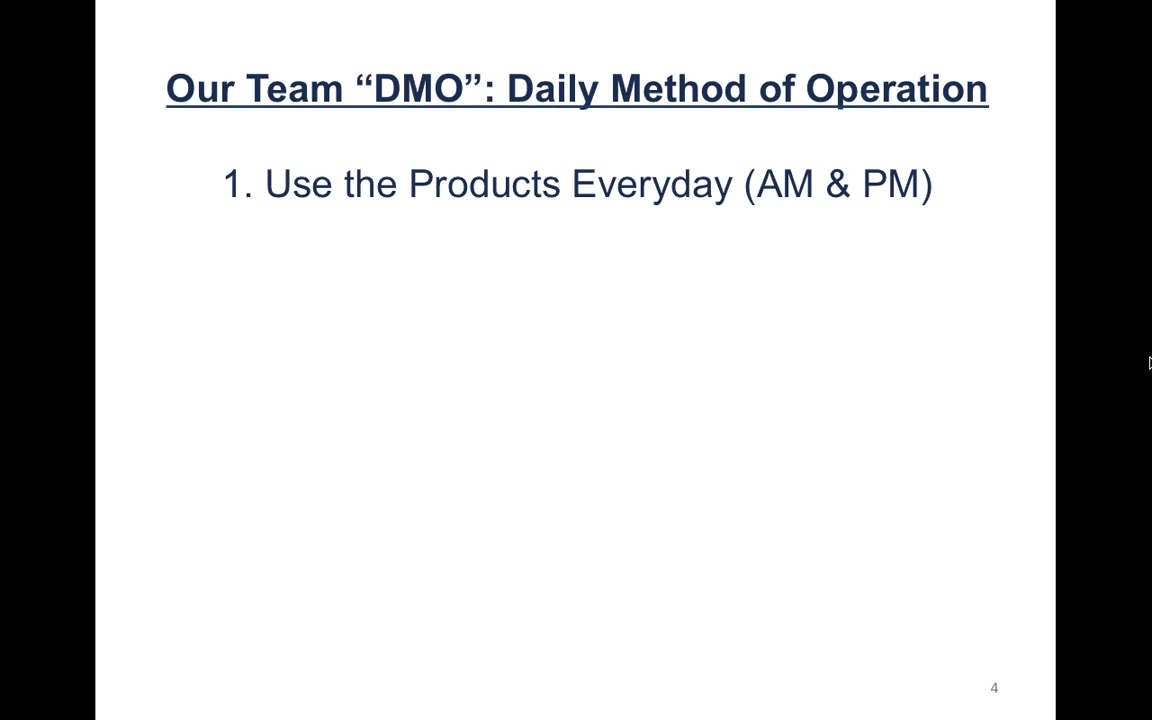 Our Team “DMO”: Daily Method of Operation
1. Use the Products Everyday (AM & PM)
4